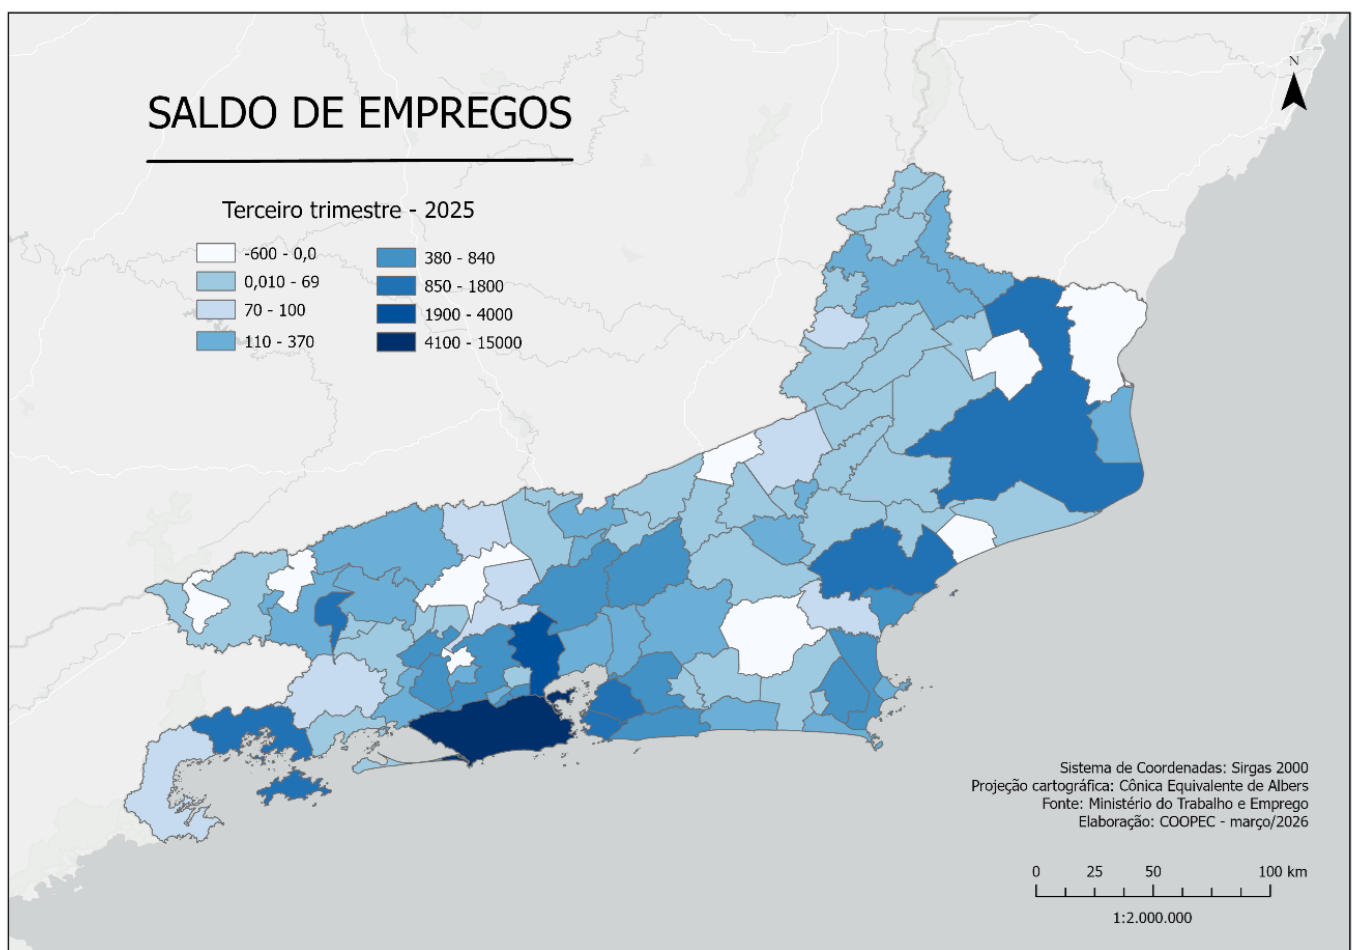 N
SALDO DE EMPREGOS
Terceiro trimestre - 2025
-600 - 0,0
0,010 - 69
70 - 100
110 - 370
380 - 840
850 - 1800
1900 - 4000
4100 - 15000
Sistema de Coordenadas: Sirgas 2000
Projeção cartográfica: Cônica Equivalente de Albers
Fonte: Ministério do Trabalho e Emprego
Elaboração: COOPEC - março/2026
0 25 50 100 km
1:2.000.000